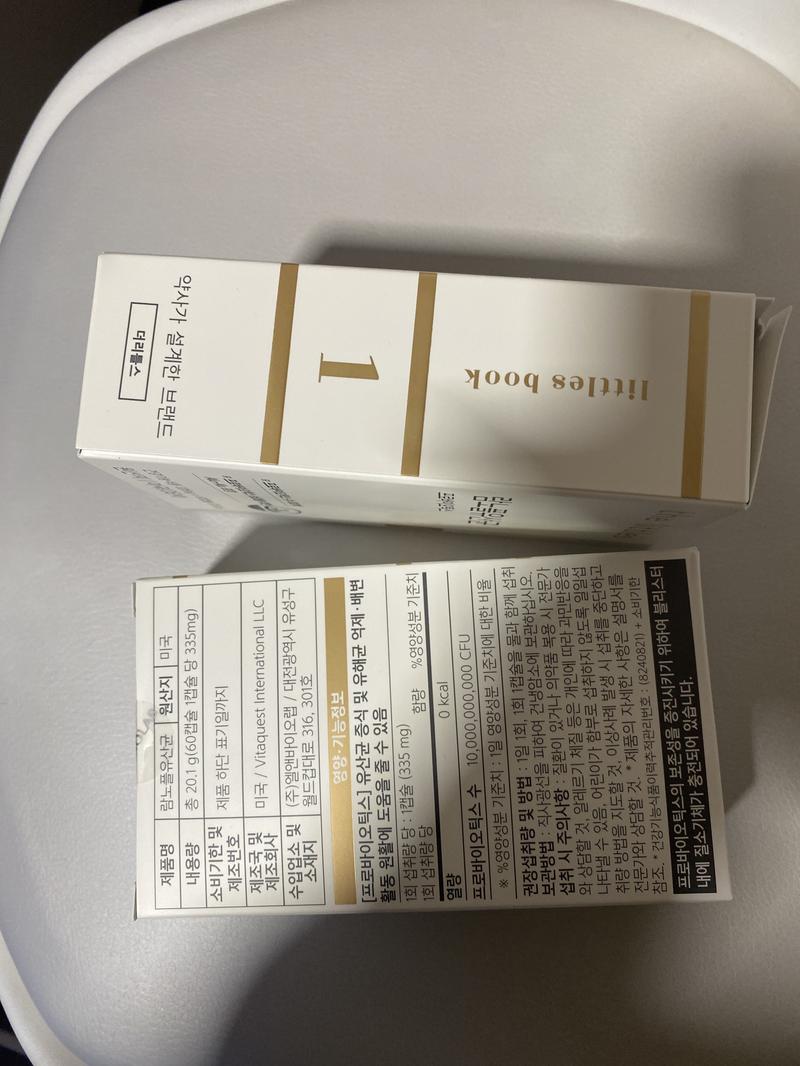 약사가 설계한 브랜드
더리틀스
1
littles book
제품명 람노플유산균 원산지 미국
내용량 총 20.1 g(60캡슐 1캡슐 당 335mg)
소비기한 및 제조번호 제품 하단 표기일까지
제조국 및 제조회사 미국 / Vitaquest International LLC
수입업소 및 소재지 (주)엘앤바이오랩 / 대전광역시 유성구
월드컵대로 316, 301호
영양·기능정보
[프로바이오틱스] 유산균 증식 및 유해균 억제·배변
활동 원활에 도움을 줄 수 있음
1회 섭취량 당 : 1캡슐 (335 mg)
1회 섭취량 당 함량 %영양성분 기준치
열량 0 kcal
프로바이오틱스 수 10,000,000,000 CFU
※ %영양성분 기준치 : 1일 영양성분 기준치에 대한 비율
권장섭취량 및 방법 : 1일 1회, 1회 1캡슐을 물과 함께 섭취
보관방법 : 직사광선을 피하여 건냉암소에 보관하십시오.
섭취 시 주의사항 : 질환이 있거나 의약품 복용 시 전문가
와 상담할 것, 알레르기 체질 등은 개인에 따라 과민반응을
나타낼 수 있음, 어린이가 함부로 섭취하지 않도록 일일섭
취량 방법을 지도할 것, 이상사례 발생 시 섭취를 중단하고
전문가와 상담할 것. * 제품의 자세한 사항은 설명서를
참조. * 건강기능식품이력추적관리번호 : (8240821) + 소비기한
프로바이오틱스의 보존성을 증진시키기 위하여 블리스터
내에 질소기체가 충전되어 있습니다.